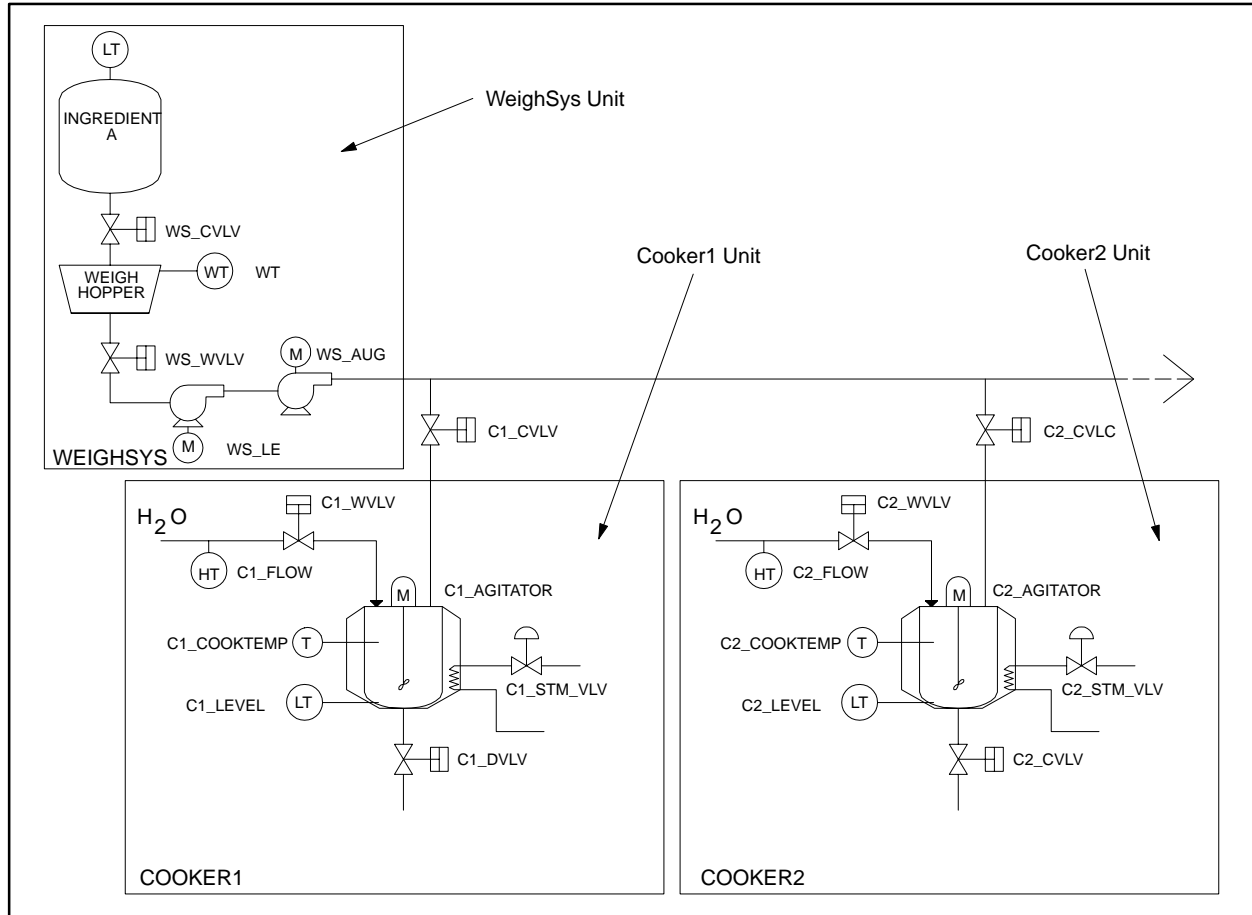 LT
WeighSys Unit
INGREDIENT
A
WS_CVLV
Cooker1 Unit
Cooker2 Unit
WEIGH
HOPPER
WT
WT
WS_WVLV
M
WS_AUG
C1_CVLV
C2_CVLC
M
WS_LE
WEIGHSYS
C1_WVLV
H2O
HT
C1_FLOW
M
C1_AGITATOR
C1_COOKTEMP
T
C1_STM_VLV
C1_LEVEL
LT
C1_DVLV
COOKER1
C2_WVLV
H2O
HT
C2_FLOW
M
C2_AGITATOR
C2_COOKTEMP
T
C2_STM_VLV
C2_LEVEL
LT
C2_CVLV
COOKER2